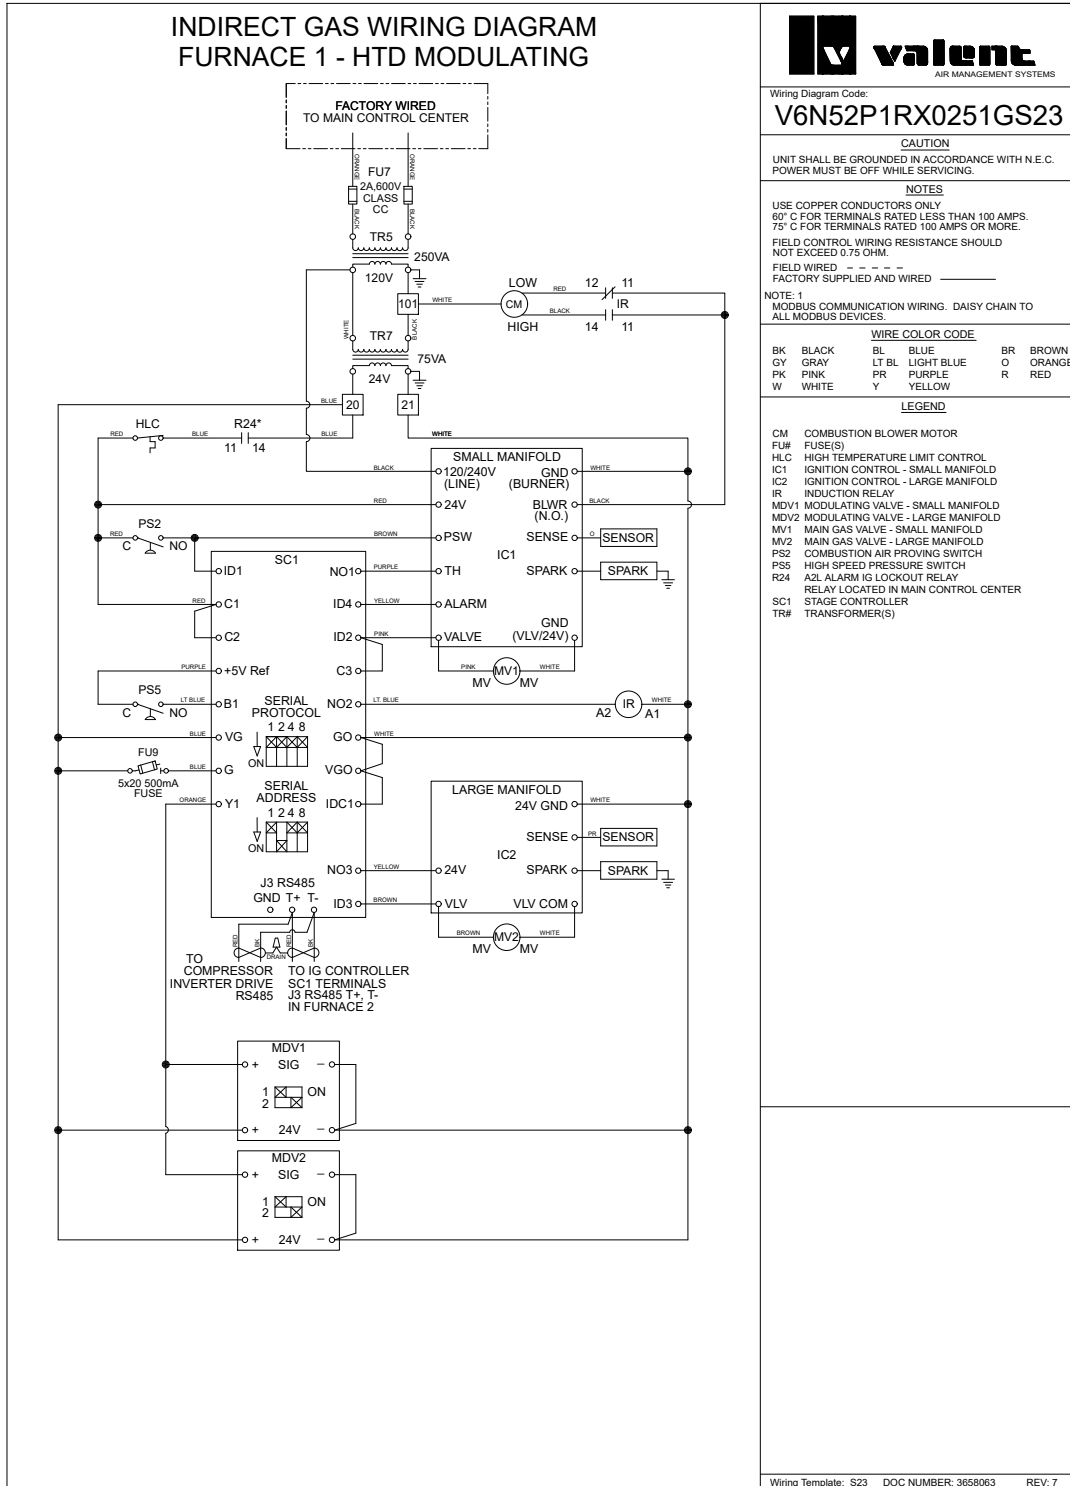 INDIRECT GAS WIRING DIAGRAM
FURNACE 1 - HTD MODULATING
FACTORY WIRED
TO MAIN CONTROL CENTER
ORANGE
ORANGE
FU7
2A,600V
CLASS
CC
BLACK
BLACK
TR5
250VA
120V
101
WHITE
LOW
CM
HIGH
RED
12
11
IR
BLACK
14
11
WHITE
BLACK
TR7
75VA
24V
BLUE
20
21
HLC
R24*
RED
BLUE
11
14
BLUE
WHITE
SMALL MANIFOLD
BLACK
120/240V
(LINE)
GND
(BURNER)
WHITE
RED
24V
BLWR
(N.O.)
BLACK
PS2
RED
C
NO
BROWN
PSW
SENSE
O
SENSOR
IC1
SC1
ID1
NO1
PURPLE
TH
SPARK
SPARK
RED
C1
ID4
YELLOW
ALARM
C2
ID2
PINK
VALVE
GND
(VLV/24V)
PURPLE
+5V Ref
C3
PINK
MV1
WHITE
MV
MV
PS5
C
NO
LT BLUE
B1
SERIAL
PROTOCOL
1 2 4 8
ON
NO2
LT. BLUE
IR
WHITE
A2
A1
BLUE
VG
GO
WHITE
FU9
5x20 500mA
FUSE
BLUE
G
VGO
SERIAL
ADDRESS
1 2 4 8
ON
ORANGE
Y1
IDC1
LARGE MANIFOLD
24V GND
WHITE
SENSE
PR
SENSOR
IC2
NO3
YELLOW
24V
SPARK
SPARK
J3 RS485
GND T+ T-
ID3
BROWN
VLV
VLV COM
BROWN
MV2
WHITE
MV
MV
RED
BK
DRAIN
RED
BK
TO
COMPRESSOR
INVERTER DRIVE
RS485
TO IG CONTROLLER
SC1 TERMINALS
J3 RS485 T+, T-
IN FURNACE 2
MDV1
+ SIG −
1
2
ON
+ 24V −
MDV2
+ SIG −
1
2
ON
+ 24V −
v valent
AIR MANAGEMENT SYSTEMS
Wiring Diagram Code:
V6N52P1RX0251GS23
CAUTION
UNIT SHALL BE GROUNDED IN ACCORDANCE WITH N.E.C.
POWER MUST BE OFF WHILE SERVICING.
NOTES
USE COPPER CONDUCTORS ONLY
60° C FOR TERMINALS RATED LESS THAN 100 AMPS.
75° C FOR TERMINALS RATED 100 AMPS OR MORE.
FIELD CONTROL WIRING RESISTANCE SHOULD
NOT EXCEED 0.75 OHM.
FIELD WIRED
FACTORY SUPPLIED AND WIRED
NOTE: 1
MODBUS COMMUNICATION WIRING. DAISY CHAIN TO
ALL MODBUS DEVICES.
WIRE COLOR CODE
BK BLACK BL BLUE BR BROWN
GY GRAY LT BL LIGHT BLUE O ORANGE
PK PINK PR PURPLE R RED
W WHITE Y YELLOW
LEGEND
CM COMBUSTION BLOWER MOTOR
FU# FUSE(S)
HLC HIGH TEMPERATURE LIMIT CONTROL
IC1 IGNITION CONTROL - SMALL MANIFOLD
IC2 IGNITION CONTROL - LARGE MANIFOLD
IR INDUCTION RELAY
MDV1 MODULATING VALVE - SMALL MANIFOLD
MDV2 MODULATING VALVE - LARGE MANIFOLD
MV1 MAIN GAS VALVE - SMALL MANIFOLD
MV2 MAIN GAS VALVE - LARGE MANIFOLD
PS2 COMBUSTION AIR PROVING SWITCH
PS5 HIGH SPEED PRESSURE SWITCH
R24 A2L ALARM IG LOCKOUT RELAY
RELAY LOCATED IN MAIN CONTROL CENTER
SC1 STAGE CONTROLLER
TR# TRANSFORMER(S)
Wiring Template: S23 DOC NUMBER: 3658063 REV: 7